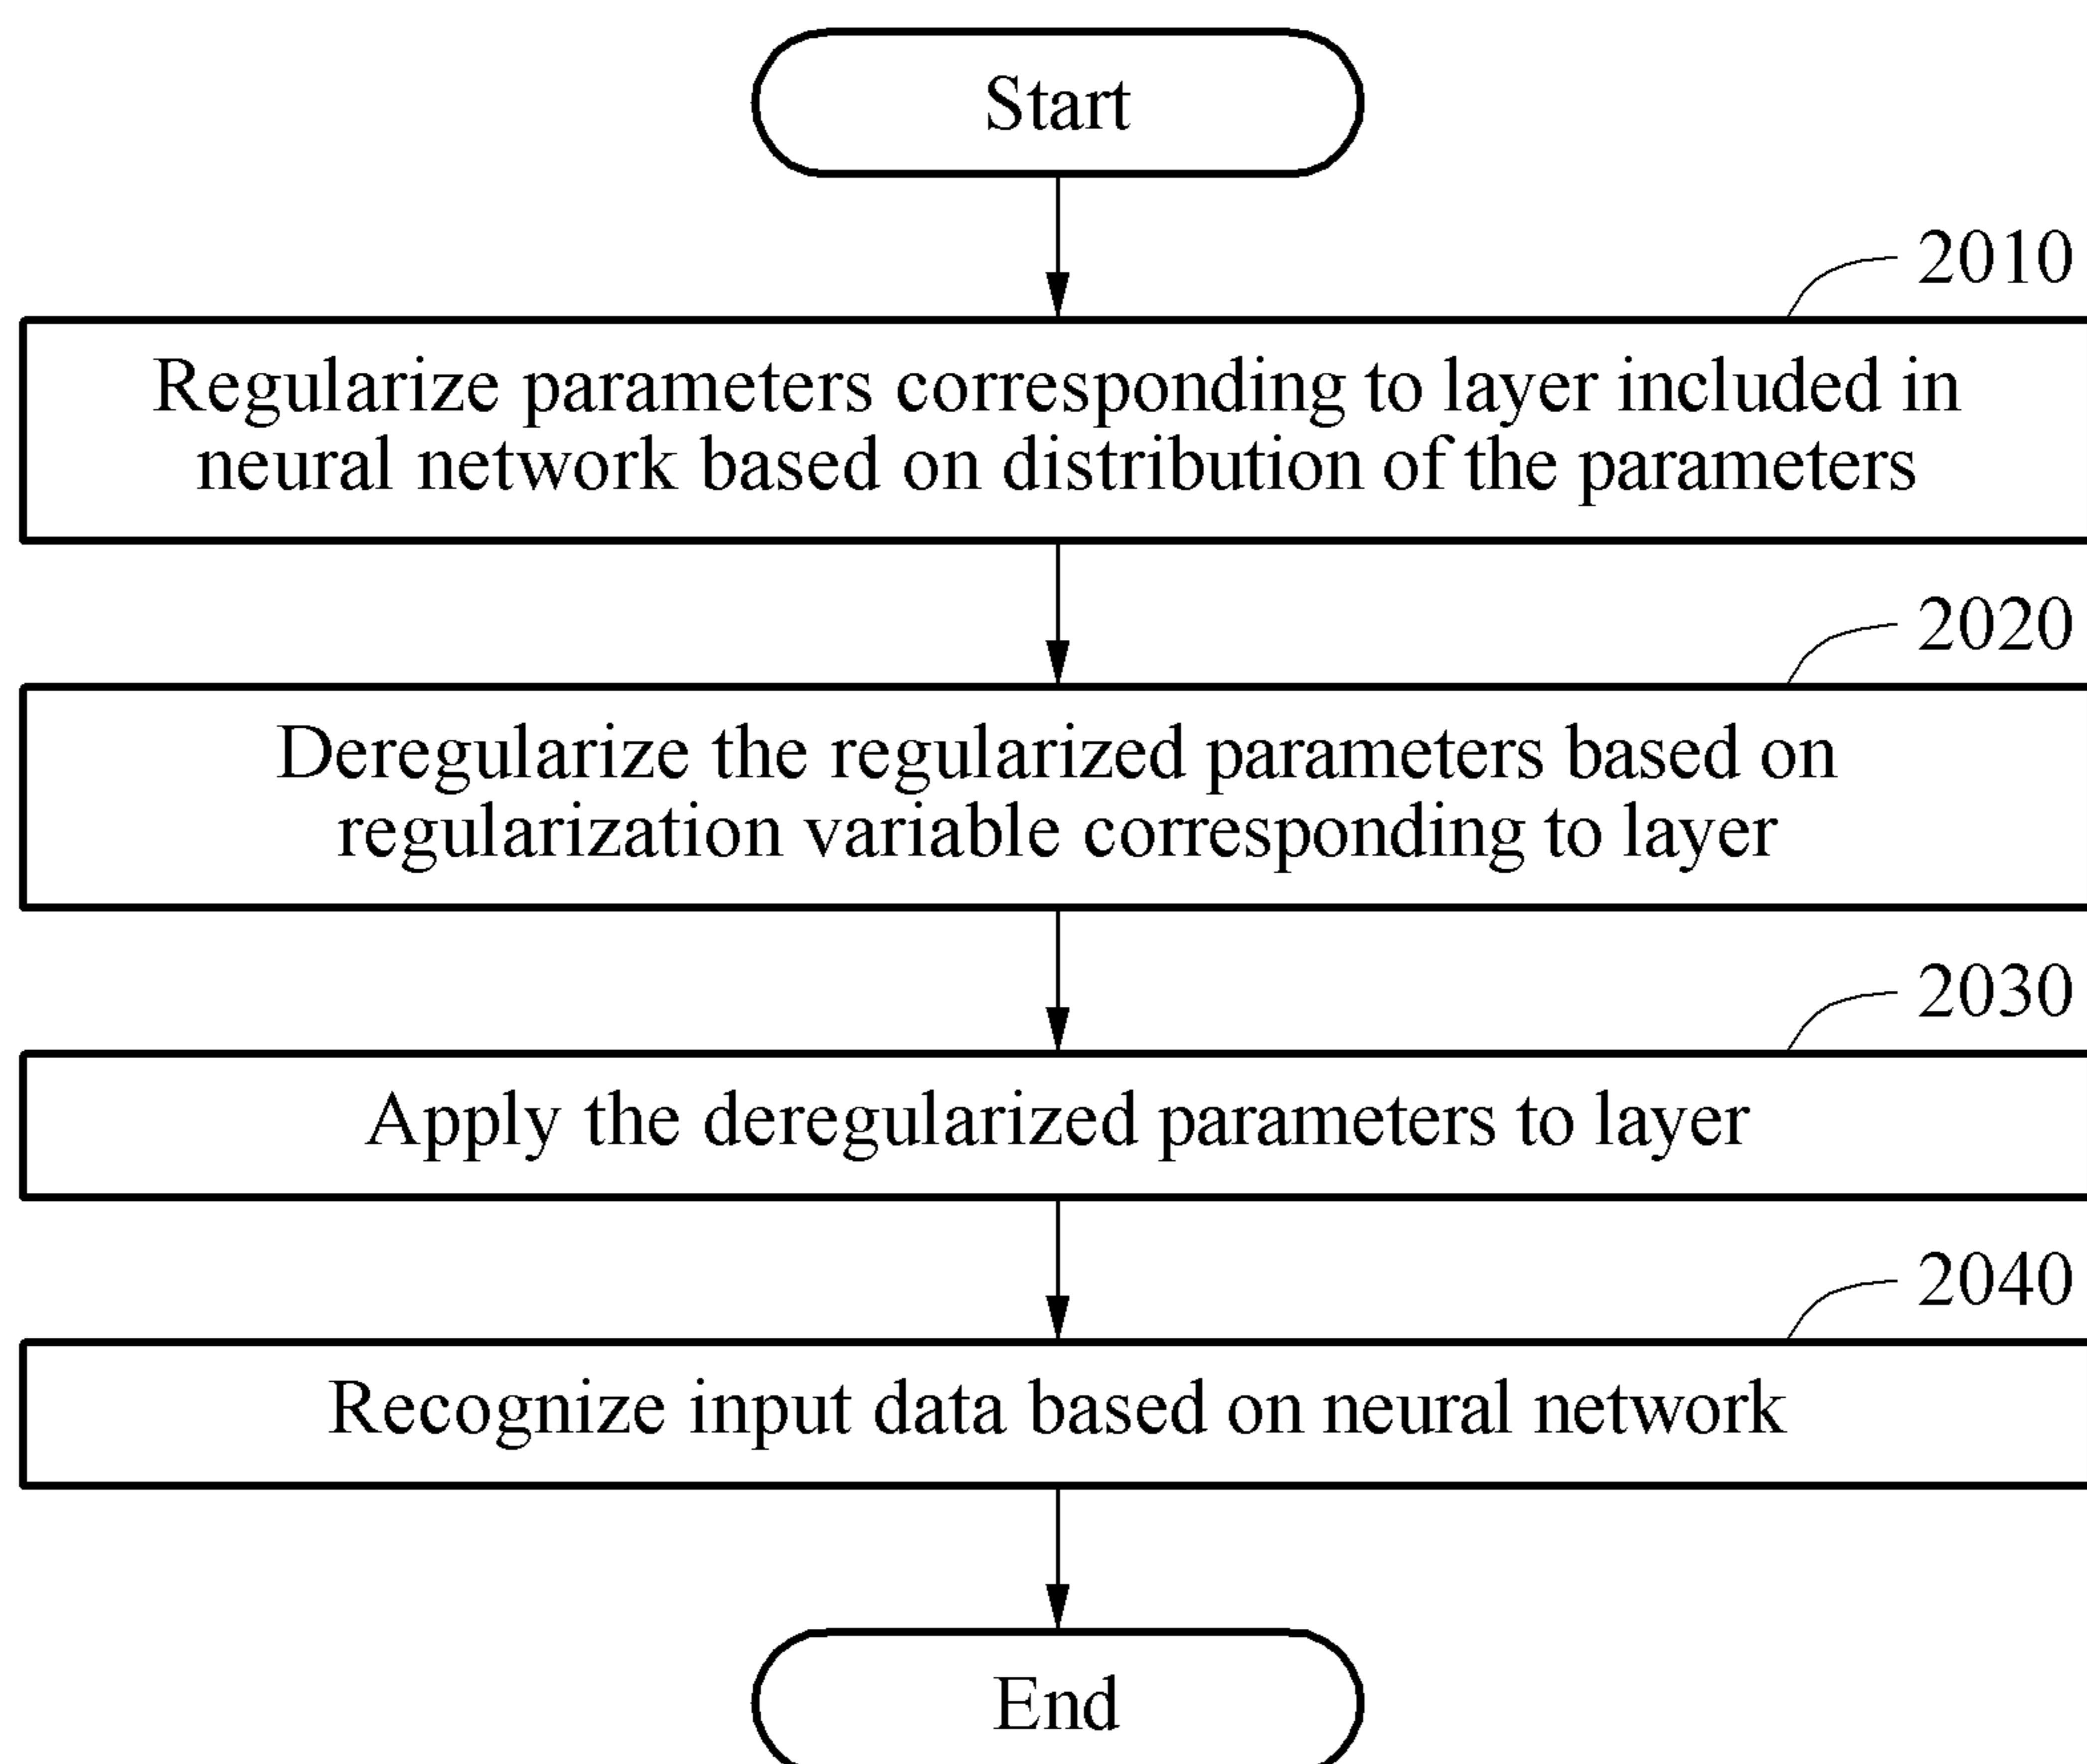 Start
2010
Regularize parameters corresponding to layer included in
neural network based on distribution of the parameters
2020
Deregularize the regularized parameters based on
regularization variable corresponding to layer
2030
Apply the deregularized parameters to layer
2040
Recognize input data based on neural network
End